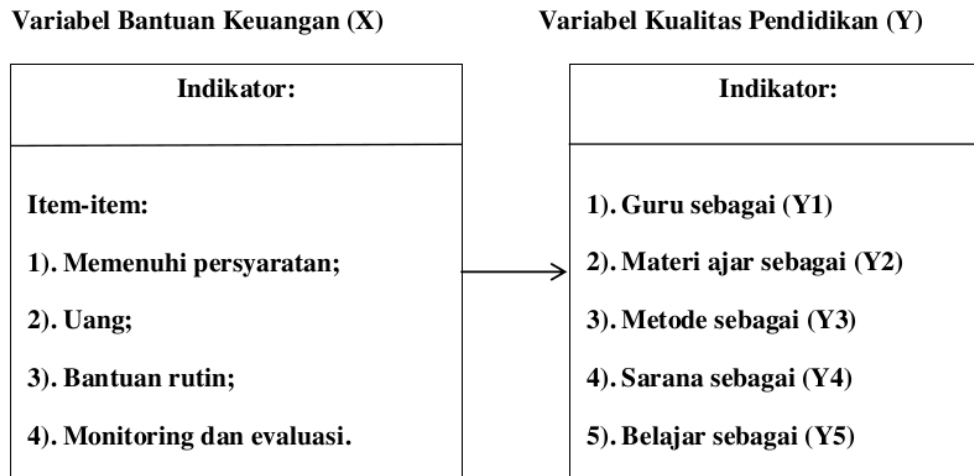 Variabel Bantuan Keuangan (X)
Indikator:
Item-item:
1). Memenuhi persyaratan;
2). Uang;
3). Bantuan rutin;
4). Monitoring dan evaluasi.
Variabel Kualitas Pendidikan (Y)
Indikator:
1). Guru sebagai (Y1)
2). Materi ajar sebagai (Y2)
3). Metode sebagai (Y3)
4). Sarana sebagai (Y4)
5). Belajar sebagai (Y5)